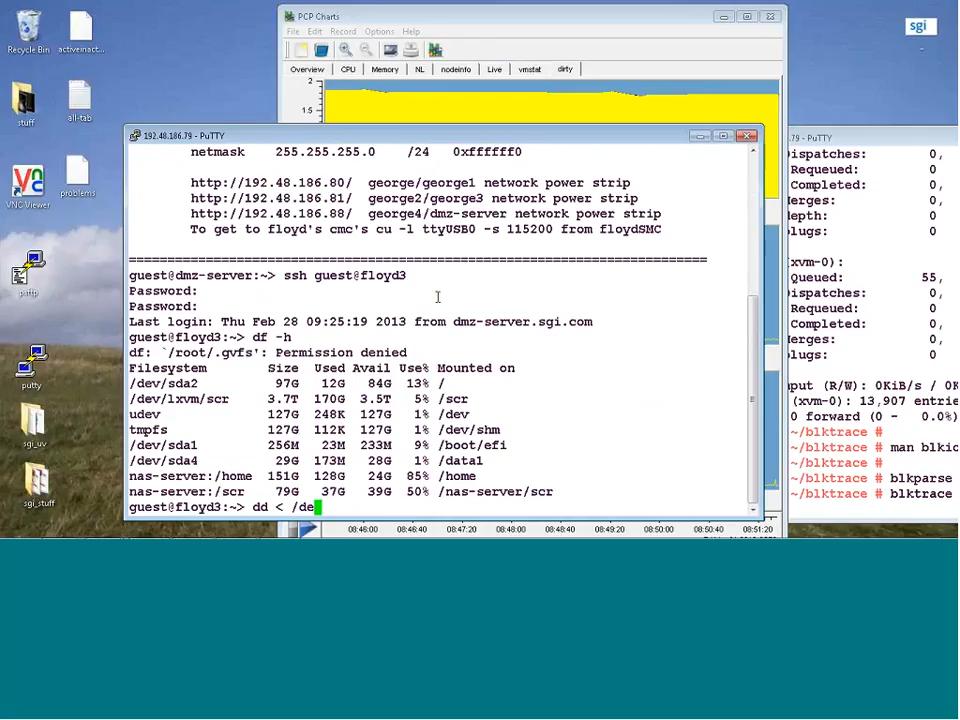 Recycle Bin
activeinact...
stuff
all-tab
VNC Viewer
problems
puftp
putty
sgi_uv
sgi_stuff
sgi
PCP Charts
File Edit Record Options Help
Overview CPU Memory NL nodeinfo Live vmstat dirty
2
1.5
192.48.186.79 - PuTTY
netmask 255.255.255.0 /24 0xffffff0
http://192.48.186.80/ george/george1 network power strip
http://192.48.186.81/ george2/george3 network power strip
http://192.48.186.88/ george4/dmz-server network power strip
To get to floyd's cmc's cu -l ttyUSB0 -s 115200 from floydSMC
==========================================================================
guest@dmz-server:~> ssh guest@floyd3
Password:
Password:
Last login: Thu Feb 28 09:25:19 2013 from dmz-server.sgi.com
guest@floyd3:~> df -h
df: `/root/.gvfs': Permission denied
Filesystem Size Used Avail Use% Mounted on
/dev/sda2 97G 12G 84G 13% /
/dev/lxvm/scr 3.7T 170G 3.5T 5% /scr
udev 127G 248K 127G 1% /dev
tmpfs 127G 112K 127G 1% /dev/shm
/dev/sda1 256M 23M 233M 9% /boot/efi
/dev/sda4 29G 173M 28G 1% /data1
nas-server:/home 151G 128G 24G 85% /home
nas-server:/scr 79G 37G 39G 50% /nas-server/scr
guest@floyd3:~> dd < /de
08:46:00 08:46:40 08:47:20 08:48:00 08:48:40 08:49:20 08:50:00 08:50:40 08:51:20
.79 - PuTTY
Dispatches: 0,
Requeued: 0,
Completed: 0,
Merges: 0,
depth: 0
plugs: 0,
(xvm-0):
Queued: 55,
Dispatches: 0,
Requeued: 0,
Completed: 0,
Merges: 0,
depth: 0
plugs: 0,
nput (R/W): 0KiB/s / 0K
(xvm-0): 13,907 entrie
0 forward (0 - 0.0%)
~/blktrace #
~/blktrace # man blkio
~/blktrace #
~/blktrace # blkparse
~/blktrace # blktrace